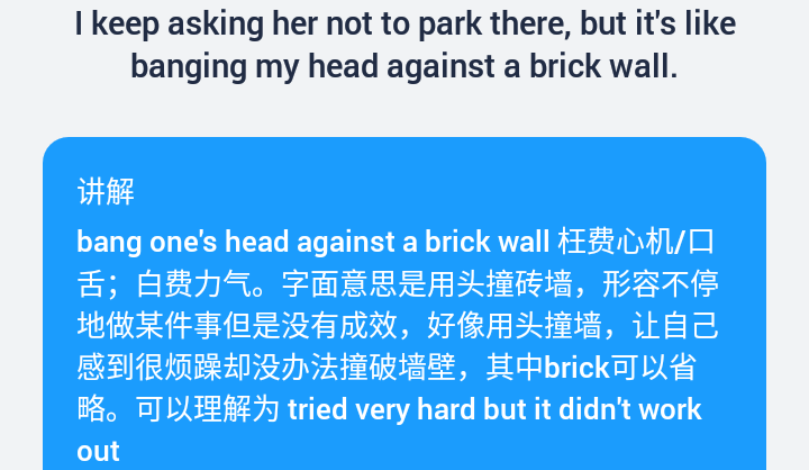 I keep asking her not to park there, but it's like
banging my head against a brick wall.
讲解
bang one's head against a brick wall 枉费心机/口
舌；白费力气。字面意思是用头撞砖墙，形容不停
地做某件事但是没有成效，好像用头撞墙，让自己
感到很烦躁却没办法撞破墙壁，其中brick可以省
略。可以理解为 tried very hard but it didn't work
out